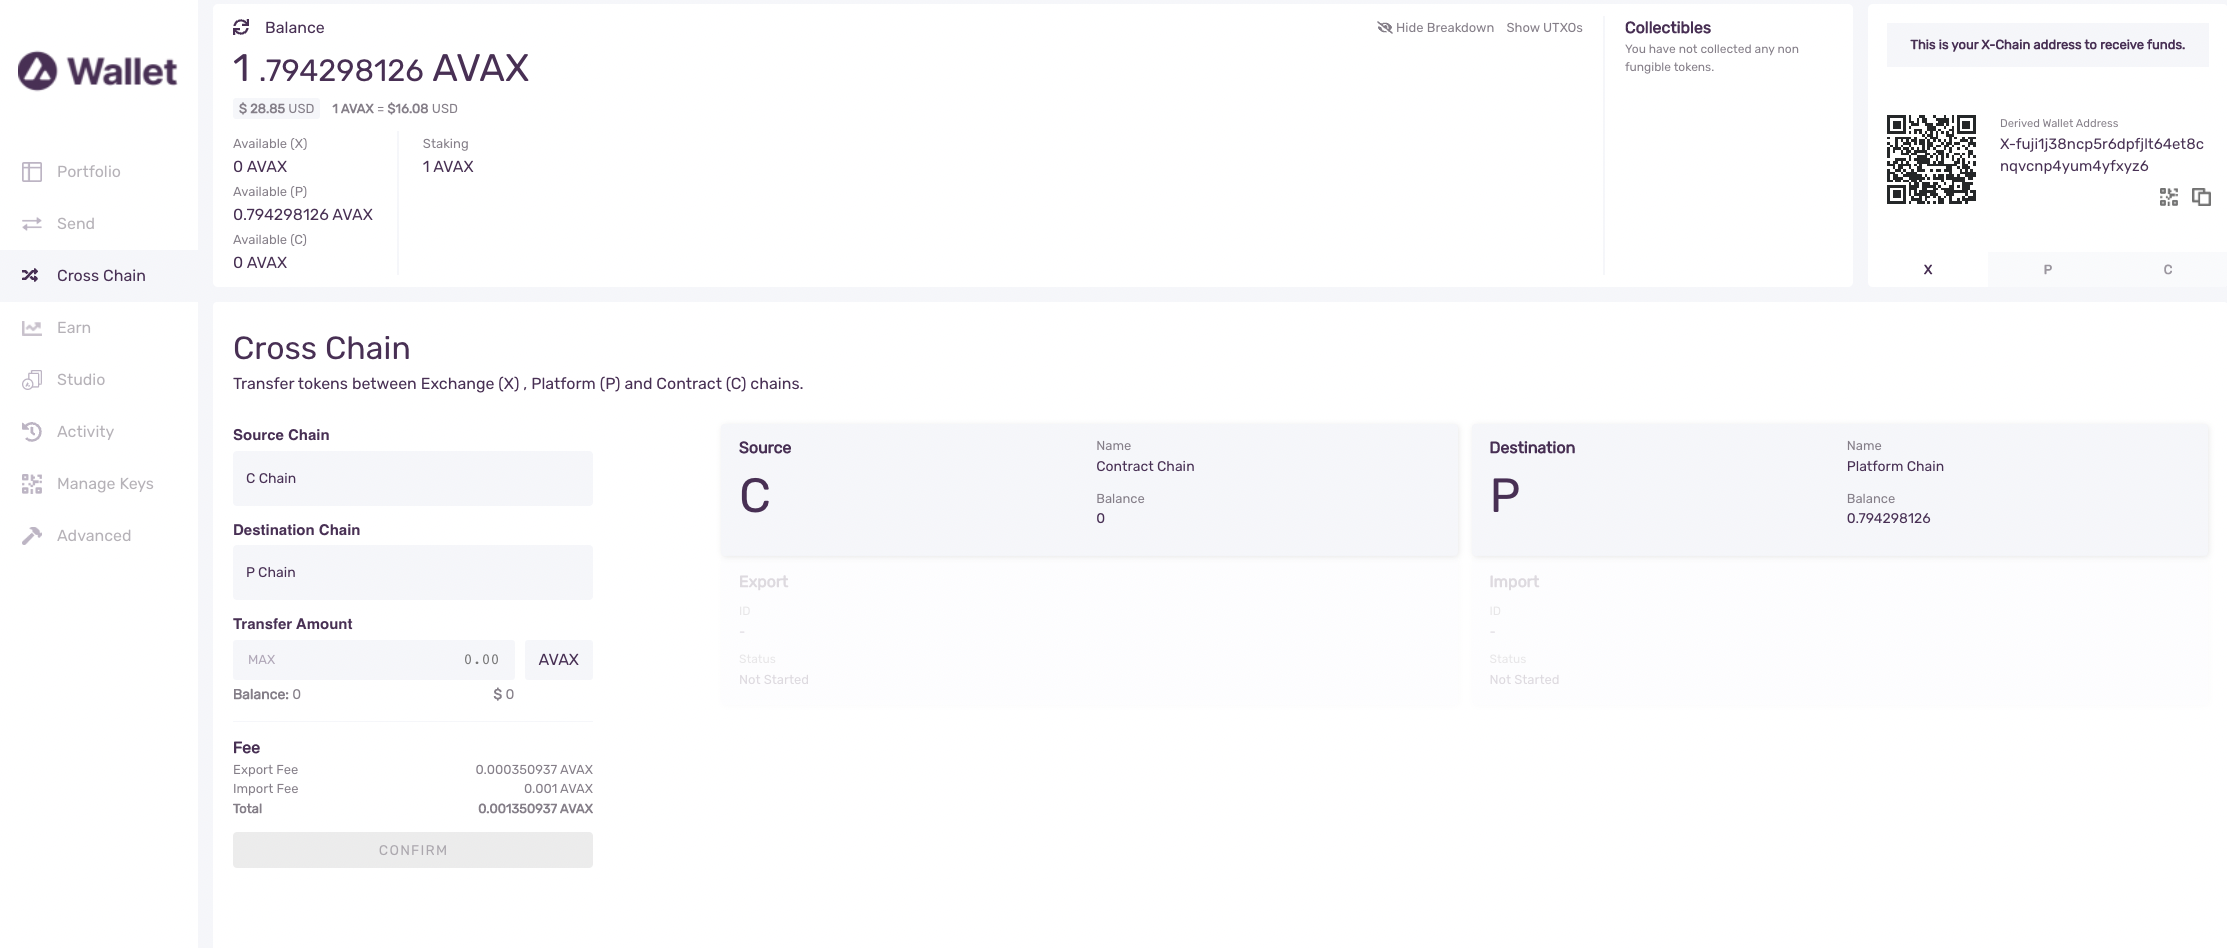 Wallet
Portfolio
Send
Cross Chain
Earn
Studio
Activity
Manage Keys
Advanced
Balance
Hide Breakdown Show UTXOs
1 .794298126 AVAX
$ 28.85 USD 1 AVAX = $16.08 USD
Available (X)
0 AVAX
Available (P)
0.794298126 AVAX
Available (C)
0 AVAX
Staking
1 AVAX
Collectibles
You have not collected any non
fungible tokens.
This is your X-Chain address to receive funds.
Derived Wallet Address
X-fuji1j38ncp5r6dpfjlt64et8c
nqvcnp4yum4yfxyz6
X P C
Cross Chain
Transfer tokens between Exchange (X) , Platform (P) and Contract (C) chains.
Source Chain
C Chain
Destination Chain
P Chain
Transfer Amount
MAX 0.00 AVAX
Balance: 0 $ 0
Fee
Export Fee 0.000350937 AVAX
Import Fee 0.001 AVAX
Total 0.001350937 AVAX
CONFIRM
Source
C
Name
Contract Chain
Balance
0
Export
ID
-
Status
Not Started
Destination
P
Name
Platform Chain
Balance
0.794298126
Import
ID
-
Status
Not Started